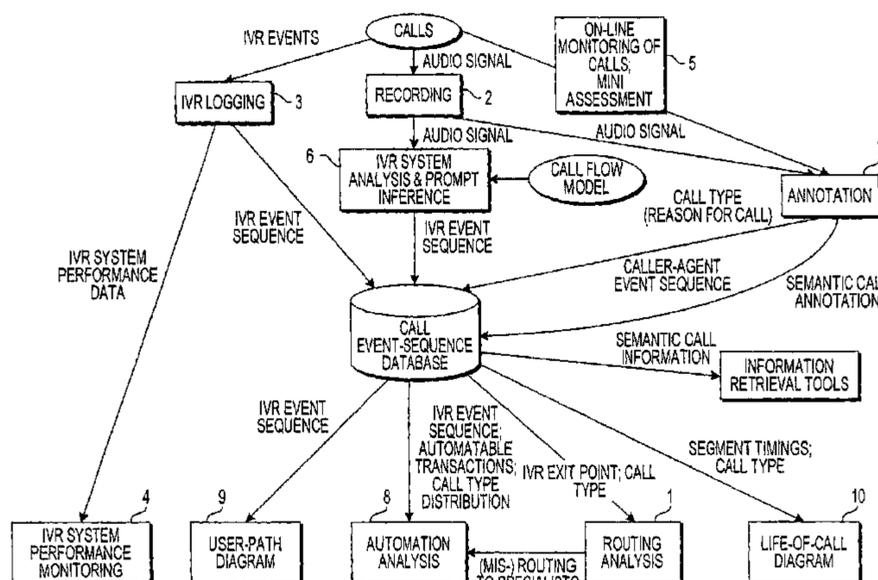 CALLS
ON-LINE
MONITORING OF
CALLS;
MINI
ASSESSMENT
5
IVR EVENTS
AUDIO SIGNAL
IVR LOGGING
3
RECORDING
2
AUDIO SIGNAL
AUDIO SIGNAL
6
IVR SYSTEM
ANALYSIS & PROMPT
INFERENCE
CALL FLOW
MODEL
ANNOTATION
CALL TYPE
(REASON FOR CALL)
IVR EVENT
SEQUENCE
IVR EVENT
SEQUENCE
IVR SYSTEM
PERFORMANCE
DATA
CALLER-AGENT
EVENT SEQUENCE
SEMANTIC CAL
ANNOTATION
CALL
EVENT-SEQUENCE
DATABASE
SEMANTIC CALL
INFORMATION
INFORMATION
RETRIEVAL TOOLS
IVR EVENT
SEQUENCE
IVR EVENT
SEQUENCE;
AUTOMATABLE
TRANSACTIONS;
CALL TYPE
DISTRIBUTION
IVR EXIT POINT; CALL
TYPE
SEGMENT TIMINGS;
CALL TYPE
4
IVR SYSTEM
PERFORMANCE
MONITORING
9
USER-PATH
DIAGRAM
8
AUTOMATION
ANALYSIS
(MIS-) ROUTING
TO SPECIALISTS
1
ROUTING
ANALYSIS
10
LIFE-OF-CALL
DIAGRAM